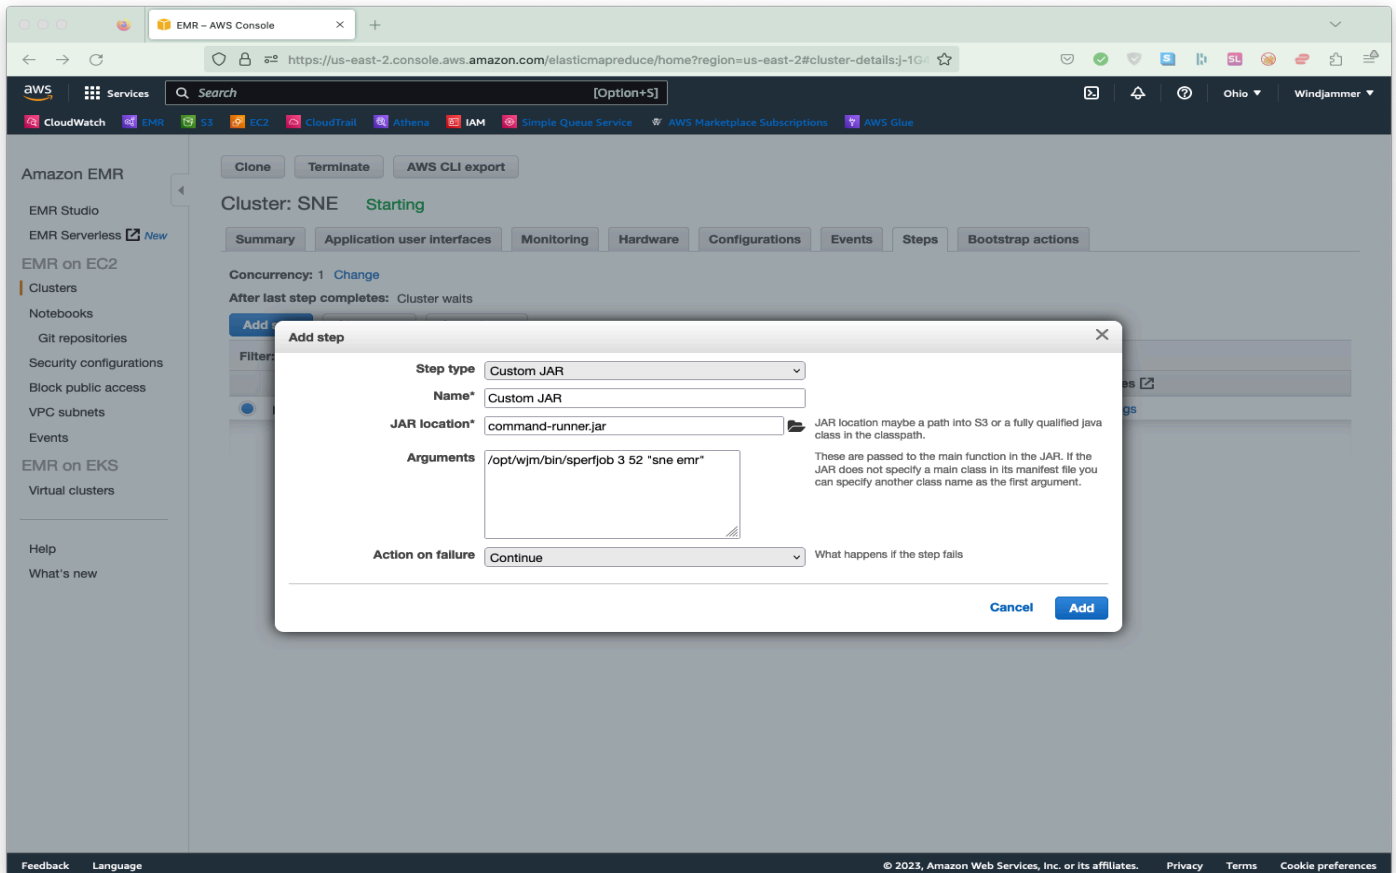 EMR – AWS Console
https://us-east-2.console.aws.amazon.com/elasticmapreduce/home?region=us-east-2#cluster-details:j-1G
aws
Services
Search
[Option+S]
Ohio
Windjammer
CloudWatch
EMR
S3
EC2
CloudTrail
Athena
IAM
Simple Queue Service
AWS Marketplace Subscriptions
AWS Glue
Amazon EMR
EMR Studio
EMR Serverless New
EMR on EC2
Clusters
Notebooks
Git repositories
Security configurations
Block public access
VPC subnets
Events
EMR on EKS
Virtual clusters
Help
What's new
Clone
Terminate
AWS CLI export
Cluster: SNE Starting
Summary
Application user interfaces
Monitoring
Hardware
Configurations
Events
Steps
Bootstrap actions
Concurrency: 1 Change
After last step completes: Cluster waits
Add
Filter:
Add step
Step type
Custom JAR
Name*
Custom JAR
JAR location*
command-runner.jar
JAR location maybe a path into S3 or a fully qualified java
class in the classpath.
Arguments
/opt/wjm/bin/sperfjob 3 52 "sne emr"
These are passed to the main function in the JAR. If the
JAR does not specify a main class in its manifest file you
can specify another class name as the first argument.
Action on failure
Continue
What happens if the step fails
Cancel
Add
Feedback
Language
© 2023, Amazon Web Services, Inc. or its affiliates.
Privacy
Terms
Cookie preferences